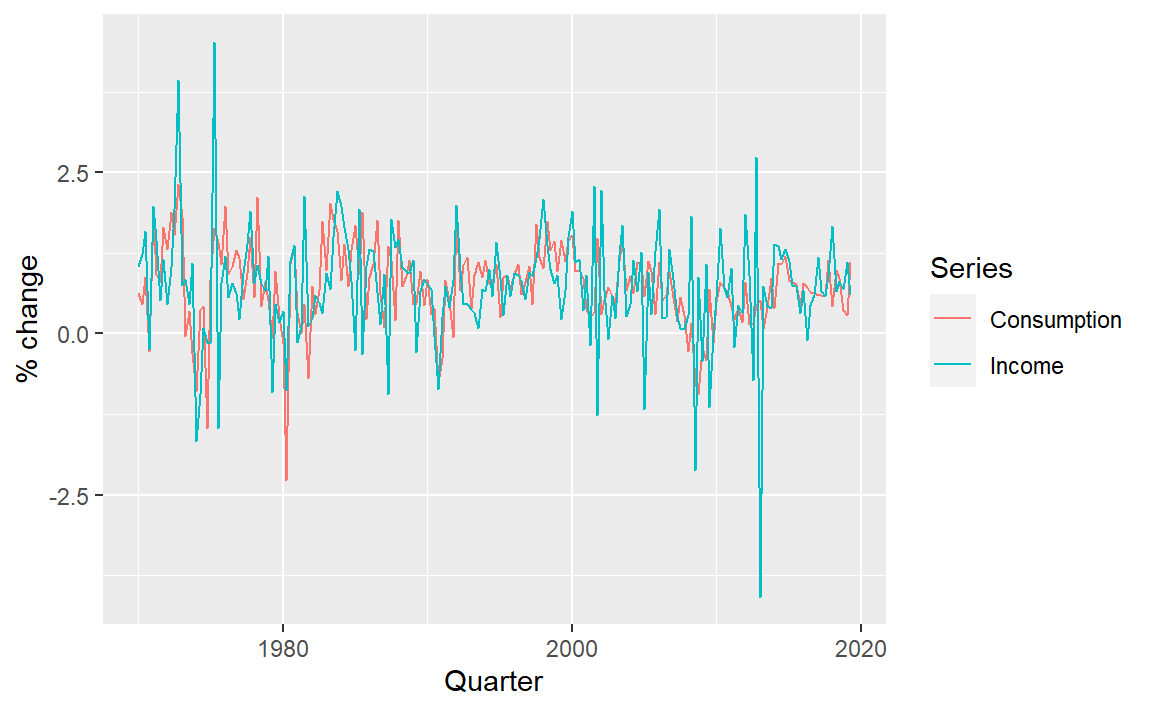 2.5
0.0
-2.5
% change
1980
2000
2020
Quarter
Series
Consumption
Income